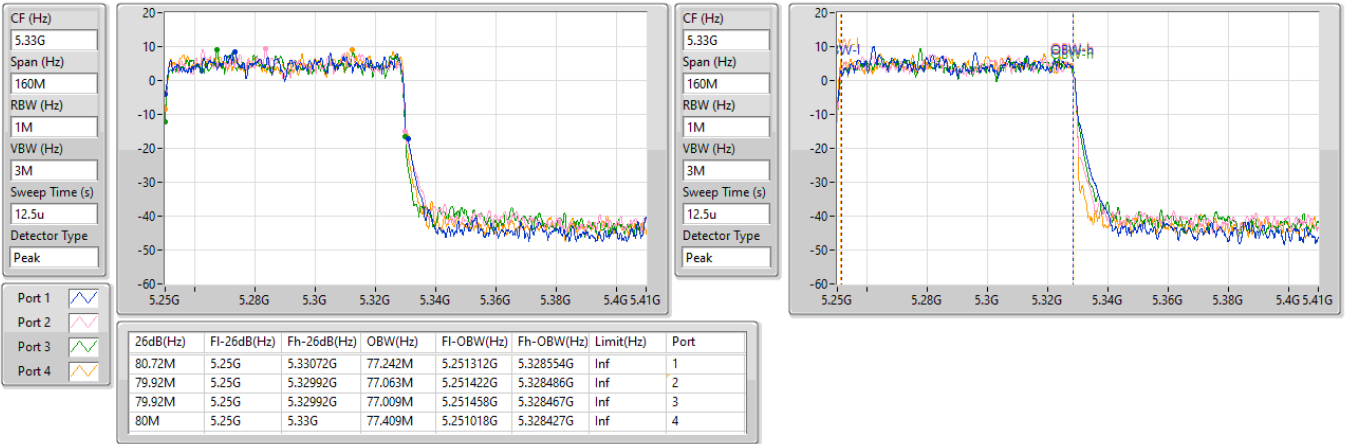 CF (Hz)
5.33G
Span (Hz)
160M
RBW (Hz)
1M
VBW (Hz)
3M
Sweep Time (s)
12.5u
Detector Type
Peak
20
10
0
-10
-20
-30
-40
-50
-60
5.25G 5.28G 5.3G 5.32G 5.34G 5.36G 5.38G 5.4G 5.41G
CF (Hz)
5.33G
Span (Hz)
160M
RBW (Hz)
1M
VBW (Hz)
3M
Sweep Time (s)
12.5u
Detector Type
Peak
20
10
0
-10
-20
-30
-40
-50
-60
W-l OBW-h
5.25G 5.28G 5.3G 5.32G 5.34G 5.36G 5.38G 5.4G 5.41G
Port 1
Port 2
Port 3
Port 4
26dB(Hz) Fl-26dB(Hz) Fh-26dB(Hz) OBW(Hz) Fl-OBW(Hz) Fh-OBW(Hz) Limit(Hz) Port
80.72M 5.25G 5.33072G 77.242M 5.251312G 5.328554G Inf 1
79.92M 5.25G 5.32992G 77.063M 5.251422G 5.328486G Inf 2
79.92M 5.25G 5.32992G 77.009M 5.251458G 5.328467G Inf 3
80M 5.25G 5.33G 77.409M 5.251018G 5.328427G Inf 4